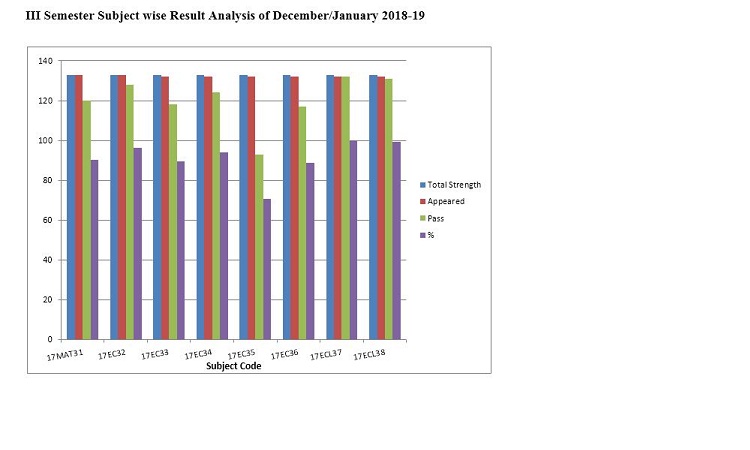 III Semester Subject wise Result Analysis of December/January 2018-19
140
120
100
80
60
40
20
0
17MAT31 17EC32 17EC33 17EC34 17EC35 17EC36 17ECL37 17ECL38
Subject Code
Total Strength
Appeared
Pass
%